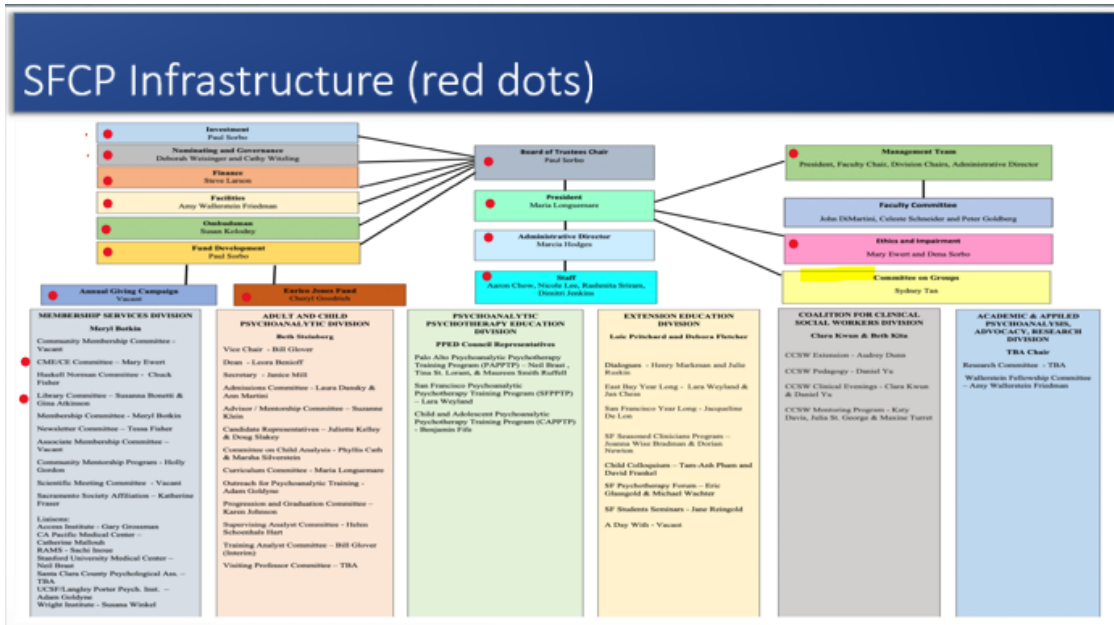 SFCP Infrastructure (red dots)
Investment
Paul Sorbo
Nominating and Governance
Deborah Weisinger and Cathy Witzling
Finance
Steve Larson
Facilities
Amy Wallerstein Friedman
Ombudsman
Susan Kolodny
Fund Development
Paul Sorbo
Annual Giving Campaign
Vacant
Enrico Jones Fund
Cheryl Goodrich
Board of Trustees Chair
Paul Sorbo
President
Maria Longuemare
Administrative Director
Marcia Hodges
Staff
Aaron Chow, Nicole Lee, Rashmita Sriram,
Dimitri Jenkins
Management Team
President, Faculty Chair, Division Chairs, Administrative Director
Faculty Committee
John DiMartini, Celeste Schneider and Peter Goldberg
Ethics and Impairment
Mary Ewert and Dena Sorbo
Committee on Groups
Sydney Tan
MEMBERSHIP SERVICES DIVISION
Meryl Botkin
Community Membership Committee -
Vacant
CME/CE Committee – Mary Ewert
Haskell Norman Committee - Chuck
Fisher
Library Committee – Susanna Bonetti &
Gina Atkinson
Membership Committee - Meryl Botkin
Newsletter Committee – Tessa Fisher
Associate Membership Committee –
Vacant
Community Mentorship Program - Holly
Gordon
Scientific Meeting Committee - Vacant
Sacramento Society Affiliation – Katherine
Fraser
Liaisons:
Access Institute - Gary Grossman
CA Pacific Medical Center –
Catherine Mallouh
RAMS - Sachi Inoue
Stanford University Medical Center –
Neil Brast
Santa Clara County Psychological Ass. –
TBA
UCSF/Langley Porter Psych. Inst. –
Adam Goldyne
Wright Institute - Susana Winkel
ADULT AND CHILD
PSYCHOANALYTIC DIVISION
Beth Steinberg
Vice Chair - Bill Glover
Dean - Leora Benioff
Secretary - Janice Mill
Admissions Committee - Laura Dansky &
Ann Martini
Advisor / Mentorship Committee – Suzanne
Klein
Candidate Representatives – Juliette Kelley
& Doug Slakey
Committee on Child Analysis - Phyllis Cath
& Marsha Silverstein
Curriculum Committee - Maria Longuemare
Outreach for Psychoanalytic Training -
Adam Goldyne
Progression and Graduation Committee –
Karen Johnson
Supervising Analyst Committee - Helen
Schoenhals Hart
Training Analyst Committee – Bill Glover
(Interim)
Visiting Professor Committee – TBA
PSYCHOANALYTIC
PSYCHOTHERAPY EDUCATION
DIVISION
PPED Council Representatives
Palo Alto Psychoanalytic Psychotherapy
Training Program (PAPPTP) – Neil Brast ,
Tina St. Lorant, & Maureen Smith Ruffell
San Francisco Psychoanalytic
Psychotherapy Training Program (SFPPTP)
– Lara Weyland
Child and Adolescent Psychoanalytic
Psychotherapy Training Program (CAPPTP)
- Benjamin Fife
EXTENSION EDUCATION
DIVISION
Loie Pritchard and Debora Fletcher
Dialogues - Henry Markman and Julie
Ruskin
East Bay Year Long – Lara Weyland &
Jan Chess
San Francisco Year Long - Jacqueline
De Lon
SF Seasoned Clinicians Program –
Joanna Wise Bradman & Dorian
Newton
Child Colloquium – Tam-Anh Pham and
David Frankel
SF Psychotherapy Forum – Eric
Glassgold & Michael Wachter
SF Students Seminars - Jane Reingold
A Day With - Vacant
COALITION FOR CLINICAL
SOCIAL WORKERS DIVISION
Clara Kwun & Beth Kita
CCSW Extension - Audrey Dunn
CCSW Pedagogy - Daniel Yu
CCSW Clinical Evenings - Clara Kwun
& Daniel Yu
CCSW Mentoring Program - Katy
Davis, Julia St. George & Maxine Turret
ACADEMIC & APPILED
PSYCHOANALYSIS,
ADVOCACY, RESEARCH
DIVISION
TBA Chair
Research Committee - TBA
Wallerstein Fellowship Committee
– Amy Wallerstein Friedman